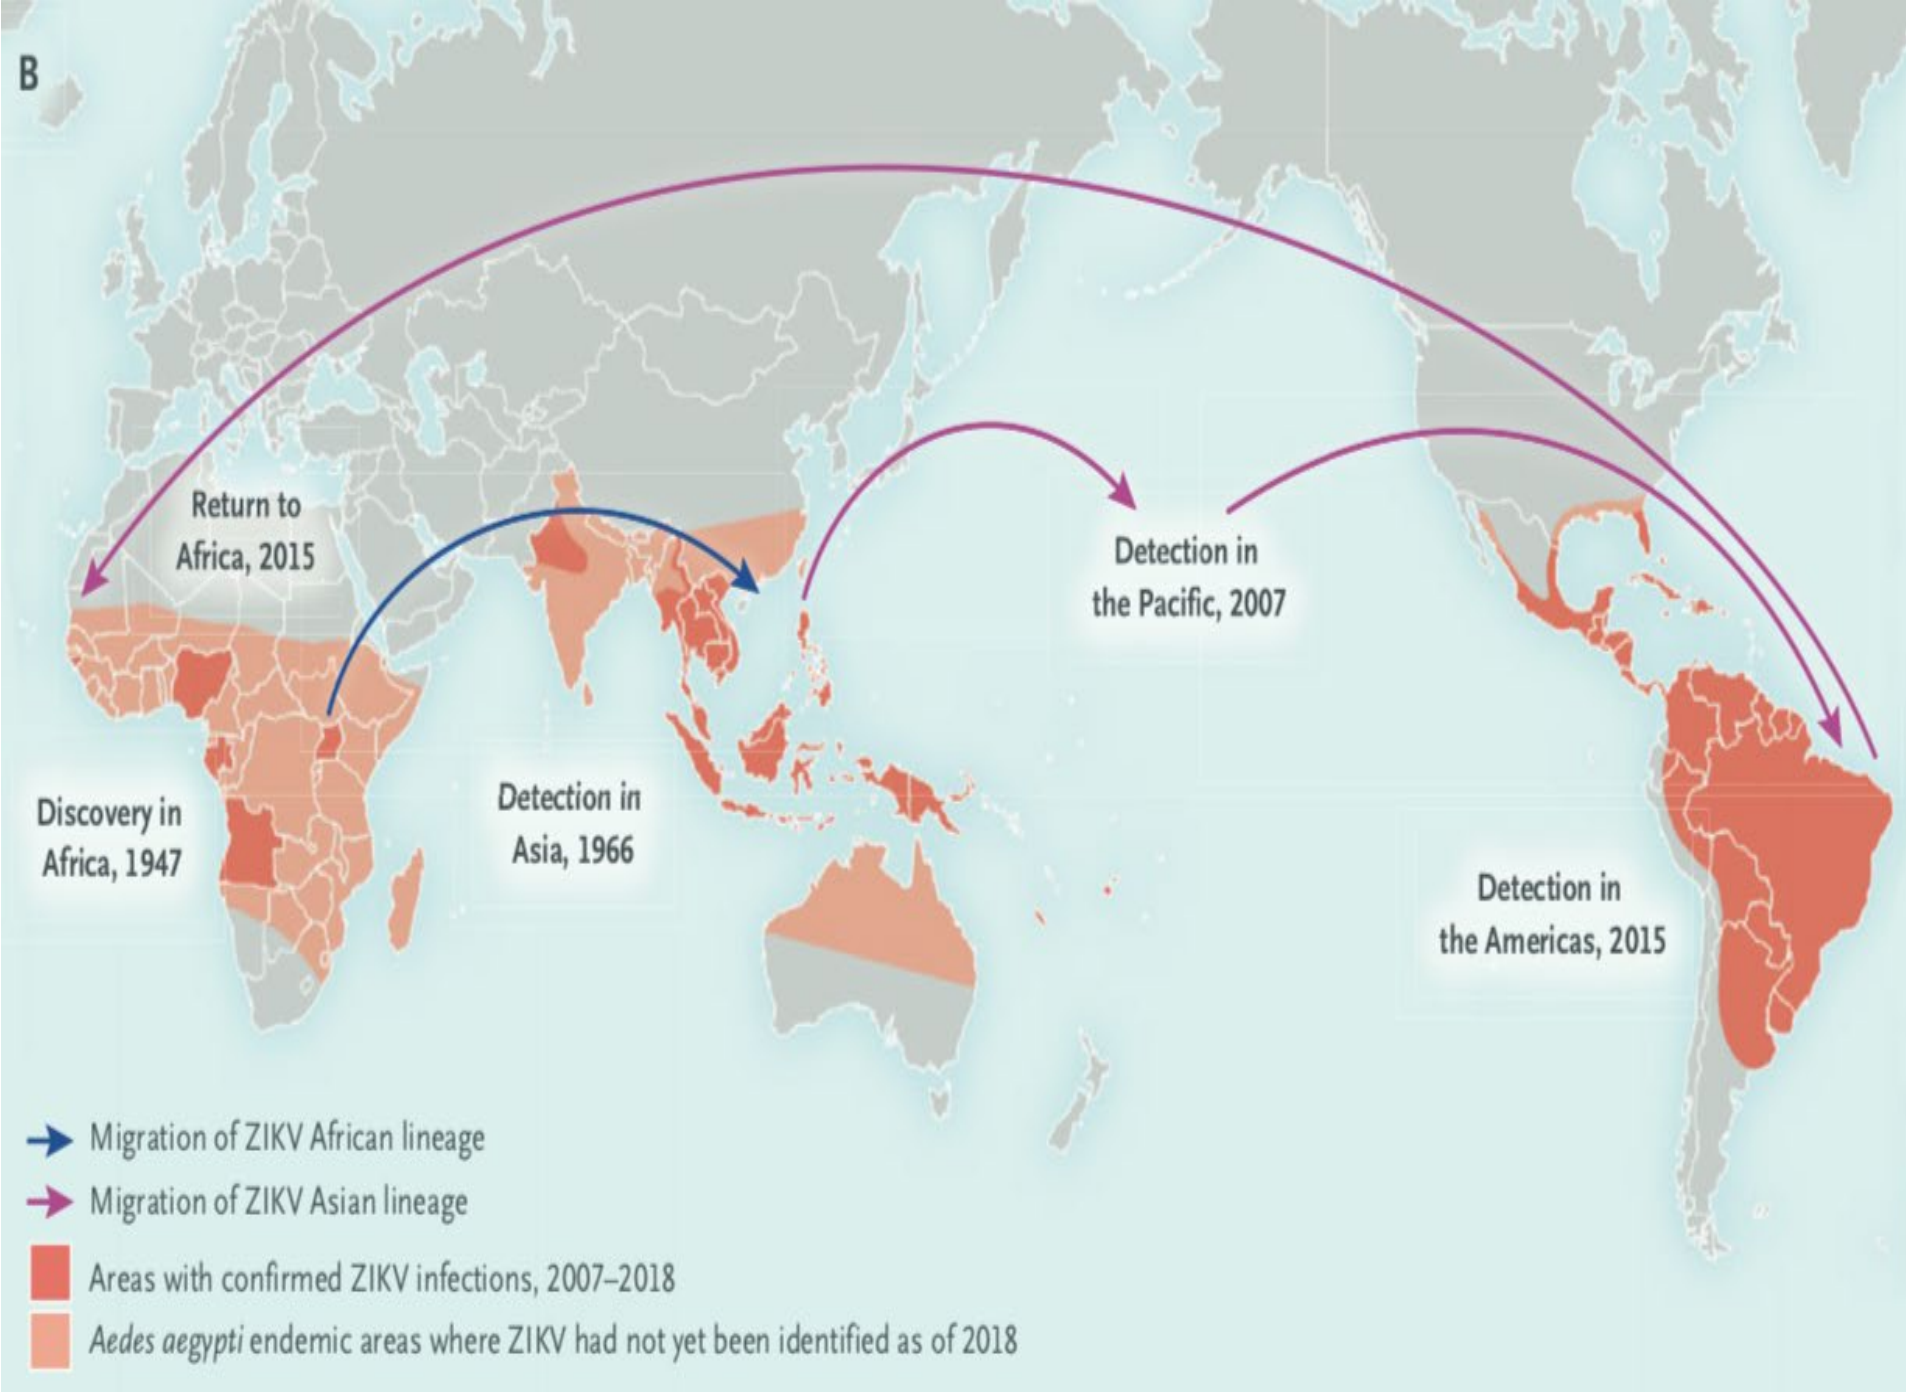 B
Return to
Africa, 2015
Detection in
the Pacific, 2007
Discovery in
Africa, 1947
Detection in
Asia, 1966
Detection in
the Americas, 2015
Migration of ZIKV African lineage
Migration of ZIKV Asian lineage
Areas with confirmed ZIKV infections, 2007–2018
Aedes aegypti endemic areas where ZIKV had not yet been identified as of 2018